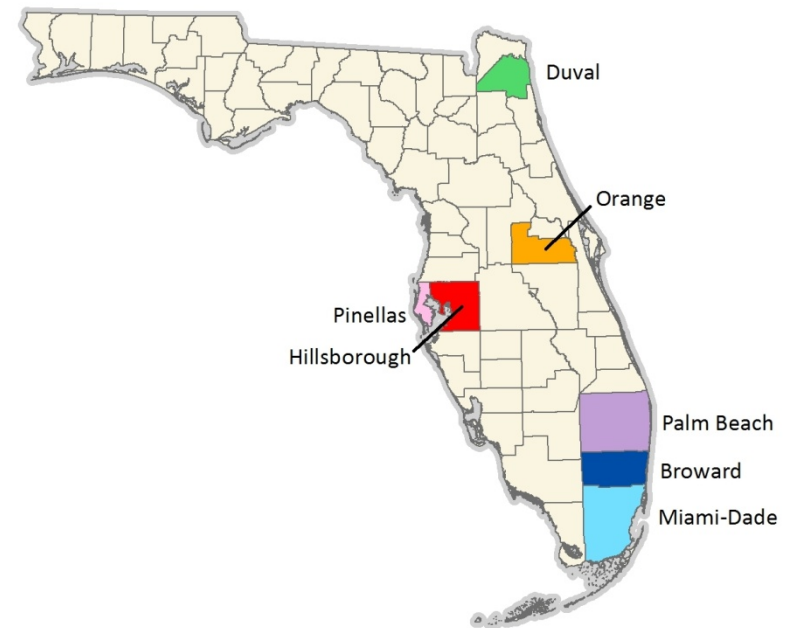 Duval
Orange
Pinellas
Hillsborough
Palm Beach
Broward
Miami-Dade